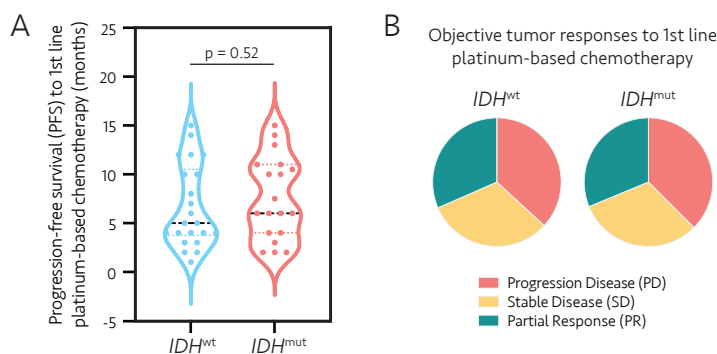 A
Progression-free survival (PFS) to 1st line
platinum-based chemotherapy (months)
25
20
15
10
5
0
-5
p = 0.52
IDHwt
IDHmut
B
Objective tumor responses to 1st line
platinum-based chemotherapy
IDHwt
IDHmut
Progression Disease (PD)
Stable Disease (SD)
Partial Response (PR)